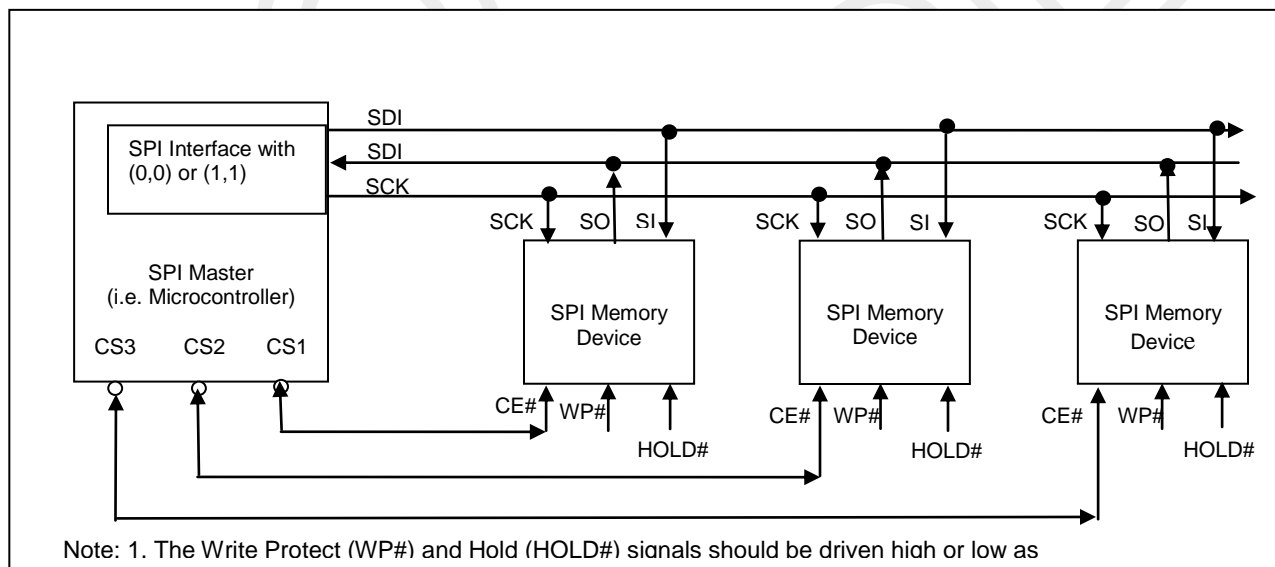 SDI
SPI Interface with
(0,0) or (1,1)
SDI
SCK
SCK SO SI
SCK SO SI
SCK SO SI
SPI Master
(i.e. Microcontroller)
SPI Memory
Device
SPI Memory
Device
SPI Memory
Device
CS3 CS2 CS1
CE# WP#
HOLD#
CE# WP#
HOLD#
CE# WP#
HOLD#
Note: 1. The Write Protect (WP#) and Hold (HOLD#) signals should be driven high or low as